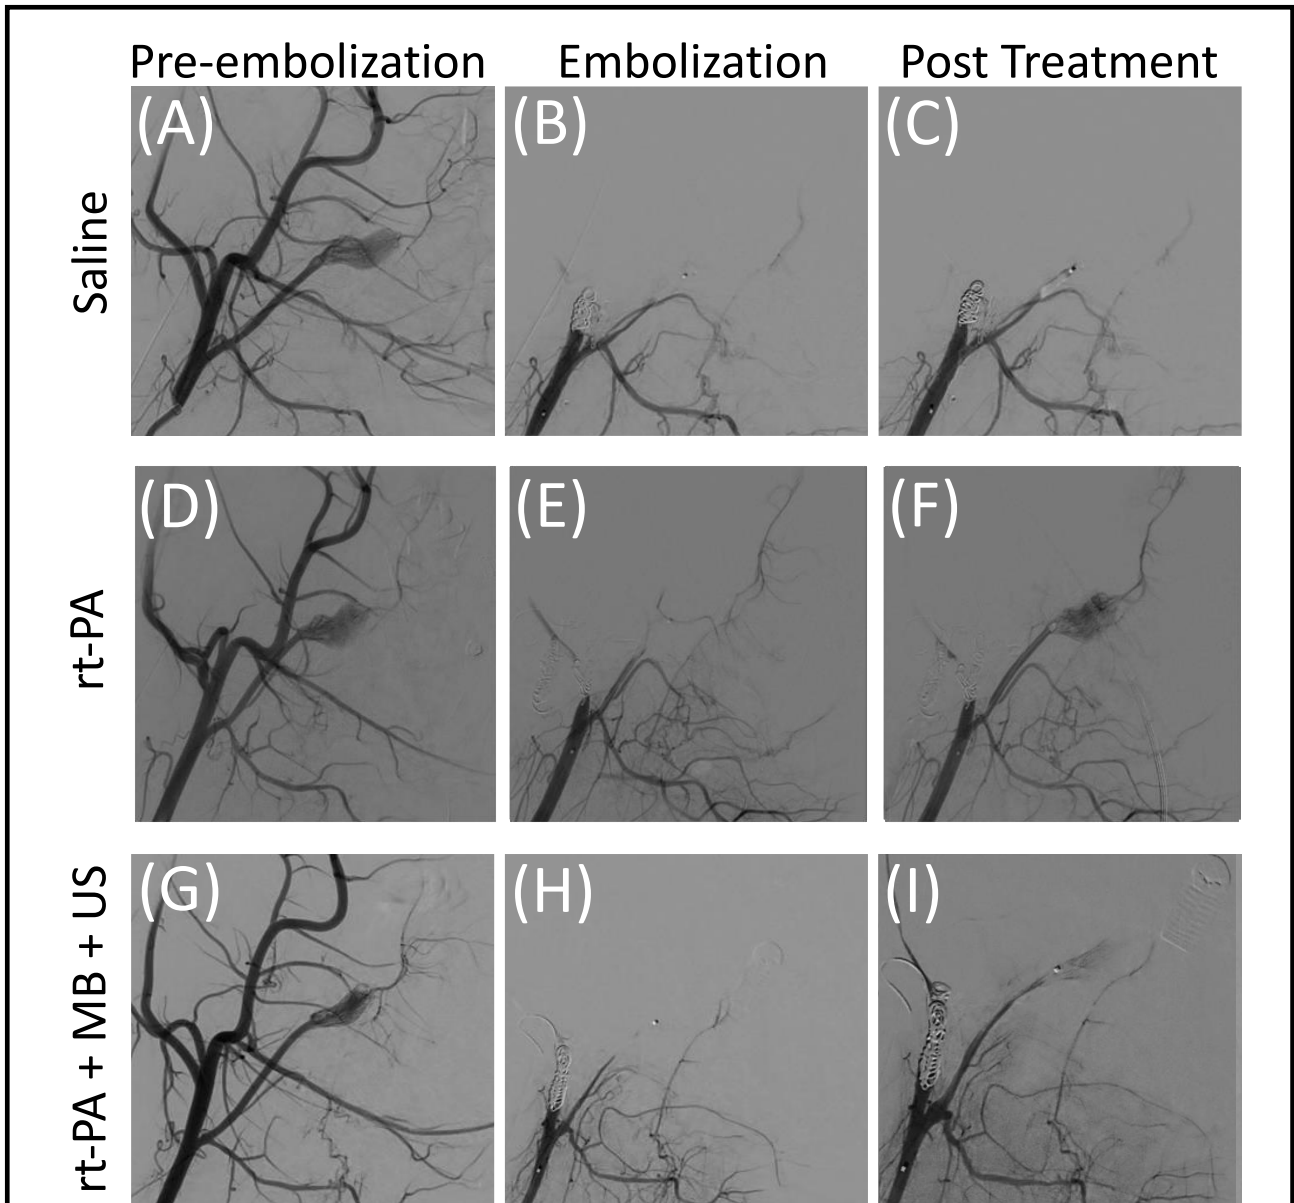 Pre-embolization Embolization Post Treatment
Saline
(A) (B) (C)
rt-PA
(D) (E) (F)
rt-PA + MB + US
(G) (H) (I)